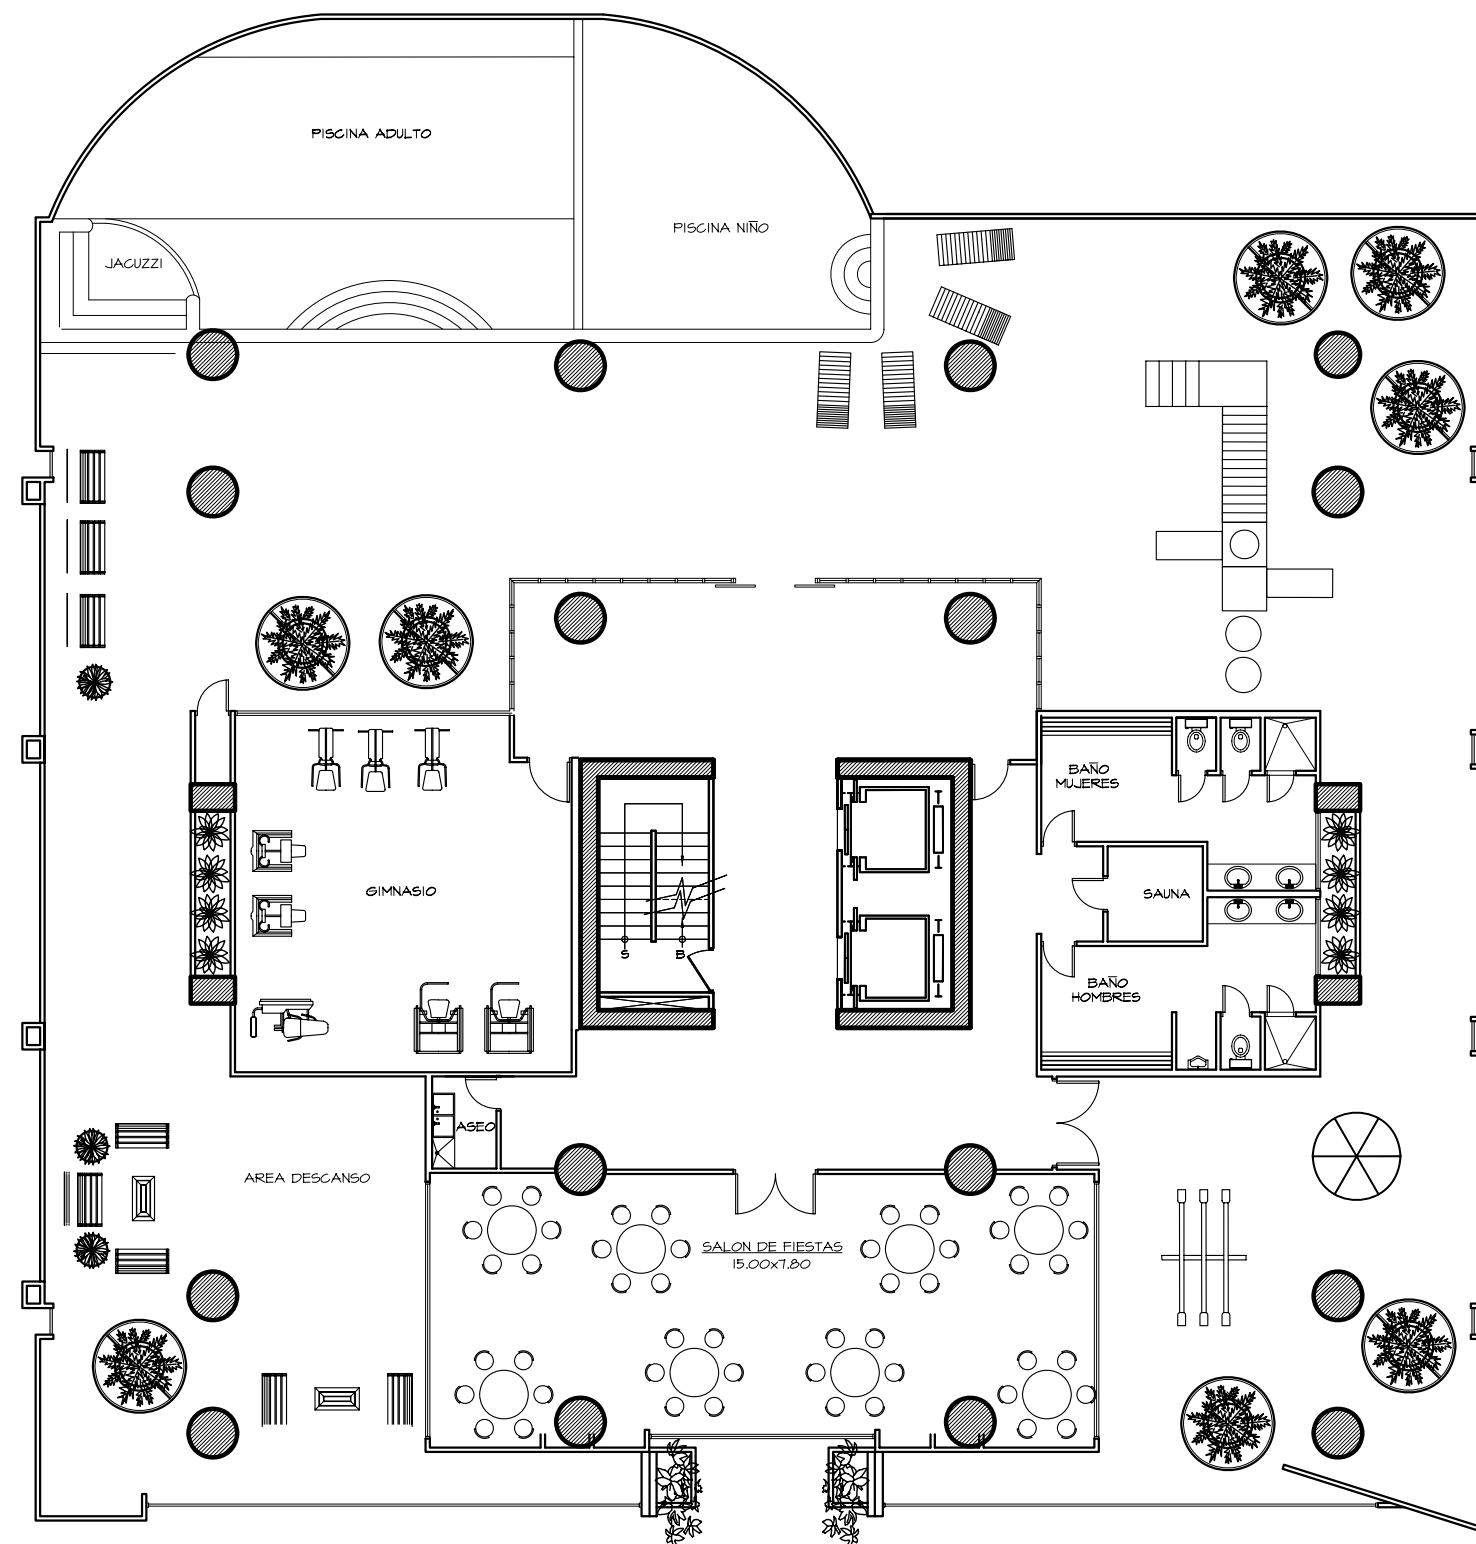 PISCINA ADULTO
PISCINA NIÑO
JACUZZI
BAÑO
MUJERES
GIMNASIO
SAUNA
S
B
BAÑO
HOMBRES
ASEO
AREA DESCANSO
SALON DE FIESTAS
15.00x7.80